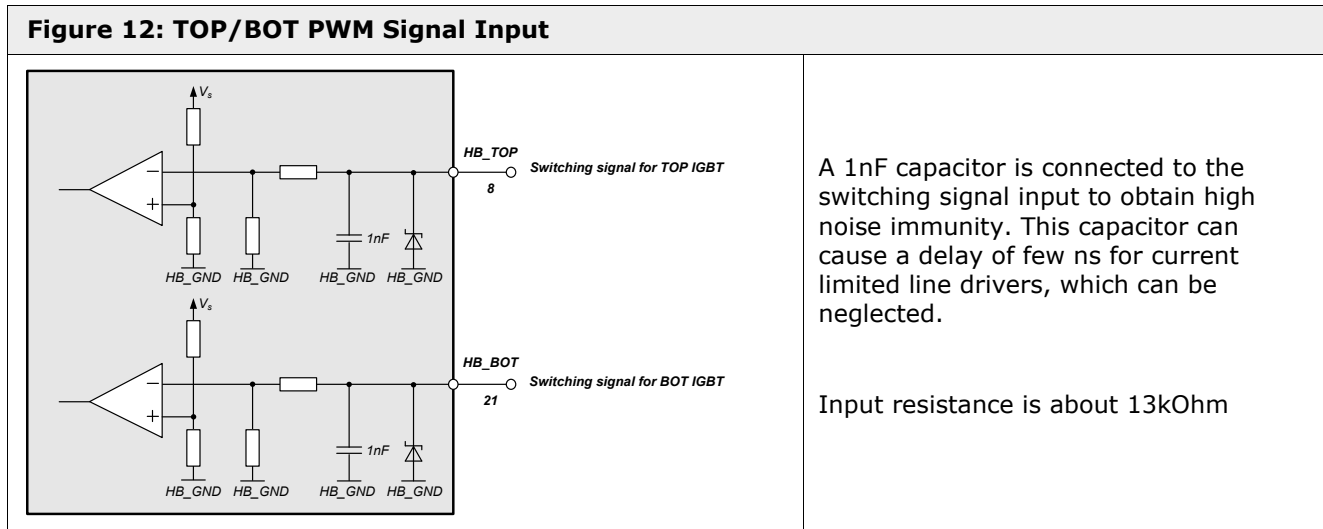 Figure 12: TOP/BOT PWM Signal Input
Vs
HB_TOP
Switching signal for TOP IGBT
8
−
+
1nF
HB_GND HB_GND HB_GND HB_GND
Vs
HB_BOT
Switching signal for BOT IGBT
21
−
+
1nF
HB_GND HB_GND HB_GND HB_GND
A 1nF capacitor is connected to the
switching signal input to obtain high
noise immunity. This capacitor can
cause a delay of few ns for current
limited line drivers, which can be
neglected.
Input resistance is about 13kOhm